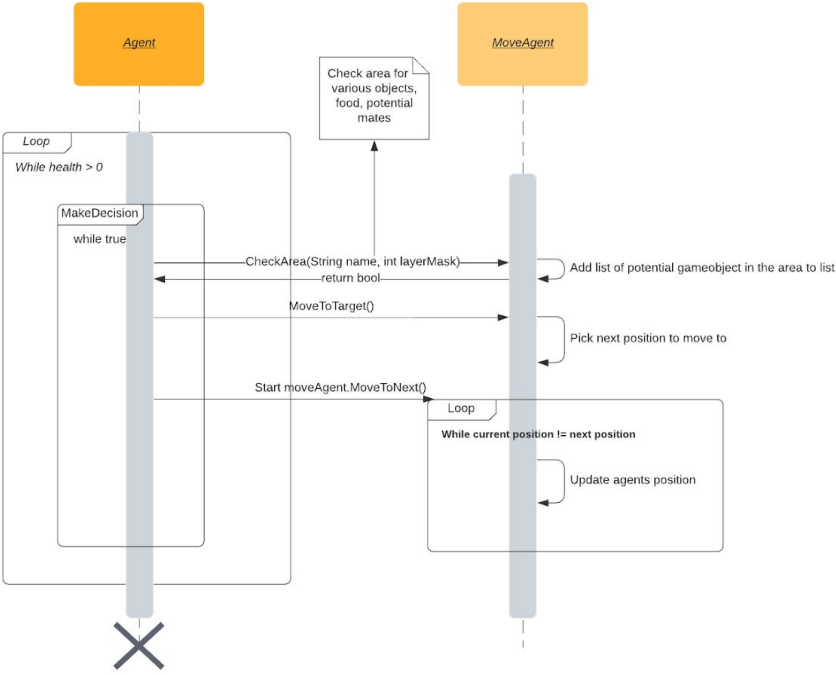 Agent
MoveAgent
Check area for
various objects,
food, potential
mates
Loop
While health > 0
MakeDecision
while true
CheckArea(String name, int layerMask)
Add list of potential gameobject in the area to list
return bool
MoveToTarget()
Pick next position to move to
Start moveAgent.MoveToNext()
Loop
While current position != next position
Update agents position